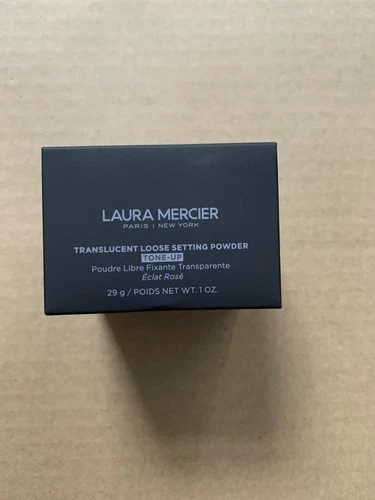 LAURA MERCIER
PARIS | NEW YORK
TRANSLUCENT LOOSE SETTING POWDER
TONE-UP
Poudre Libre Fixante Transparente
Éclat Rosé
29 g / POIDS NET WT. 1 OZ.